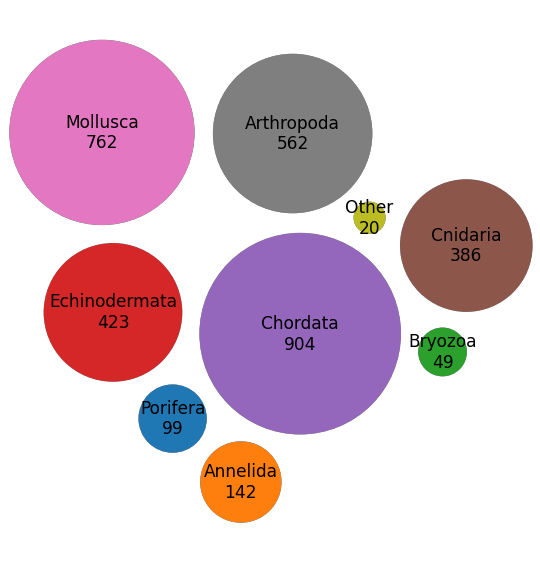 Mollusca
762
Arthropoda
562
Other
20
Cnidaria
386
Echinodermata
423
Chordata
904
Bryozoa
49
Porifera
99
Annelida
142